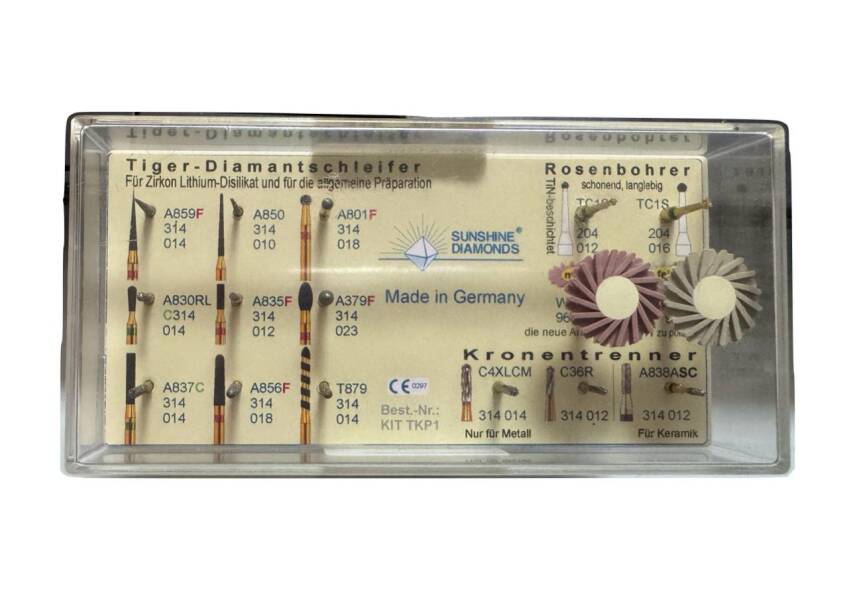 Tiger-Diamantschleifer
Für Zirkon Lithium-Disilikat und für die allgemeine Präparation
A859F
314
014
A850
314
010
A801F
314
018
A830RL
C314
014
A835F
314
012
A379F
314
023
A837C
314
014
A856F
314
018
T879
314
014
SUNSHINE®
DIAMONDS
Made in Germany
CE 0297
Best.-Nr.:
KIT TKP1
Rosenbohrer
schonend, langlebig
TIN-beschichtet
204
012
TC1S
204
016
die neue
Kronentrenner
C4XLCM
314 014
C36R
314 012
A838ASC
314 012
Nur für Metall
Für Keramik